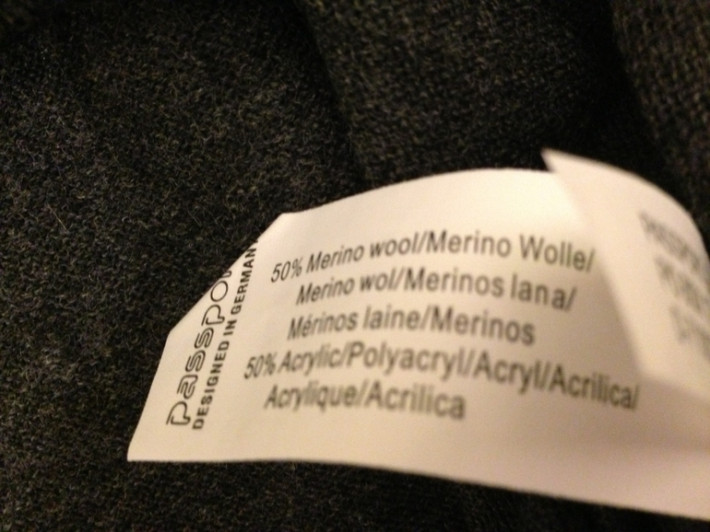 50% Merino wool/Merino Wolle/
Merino wol/Merinos lana/
Mérinos laine/Merinos
50% Acrylic/Polyacryl/Acryl/Acrilica/
Acrylique/Acrilica
DESIGNED IN GERMANY